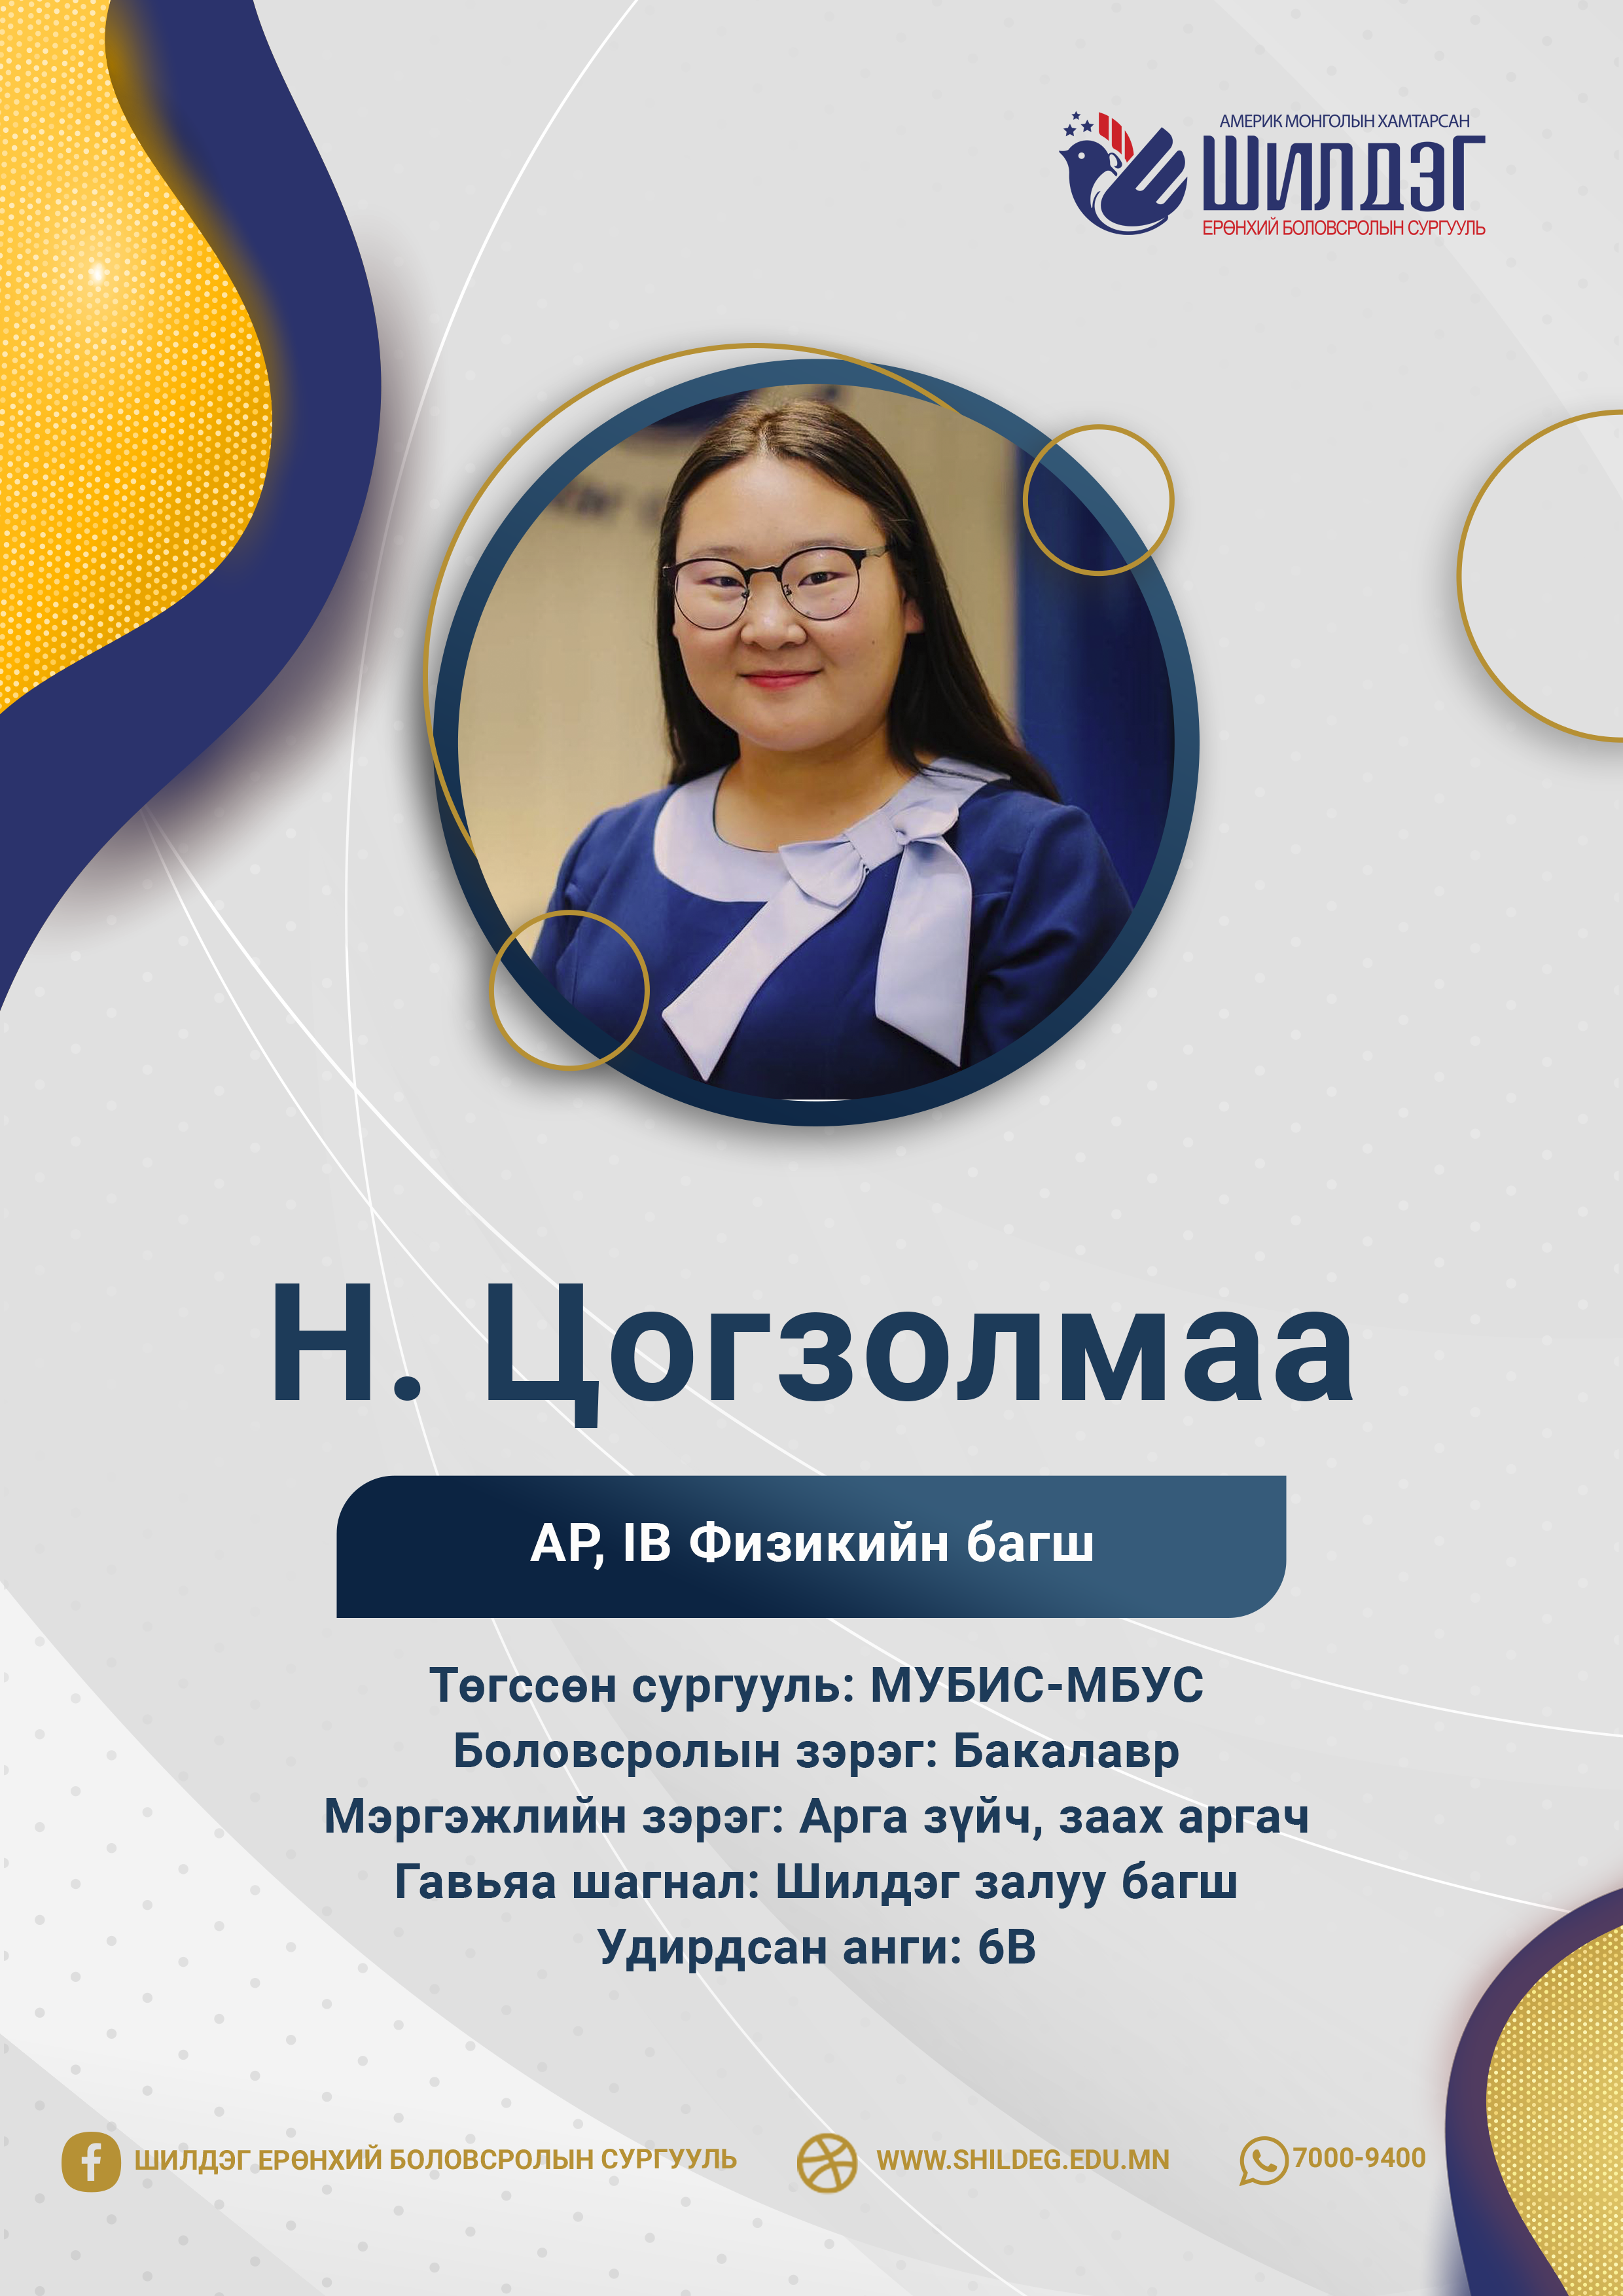 АМЕРИК МОНГОЛЫН ХАМТАРСАН
ШИЛДЭГ
ЕРӨНХИЙ БОЛОВСРОЛЫН СУРГУУЛЬ
Н. Цогзолмаа
AP, IB Физикийн багш
Төгссөн сургууль: МУБИС-МБУС
Боловсролын зэрэг: Бакалавр
Мэргэжлийн зэрэг: Арга зүйч, заах аргач
Гавьяа шагнал: Шилдэг залуу багш
Удирдсан анги: 6В
ШИЛДЭГ ЕРӨНХИЙ БОЛОВСРОЛЫН СУРГУУЛЬ
WWW.SHILDEG.EDU.MN
7000-9400